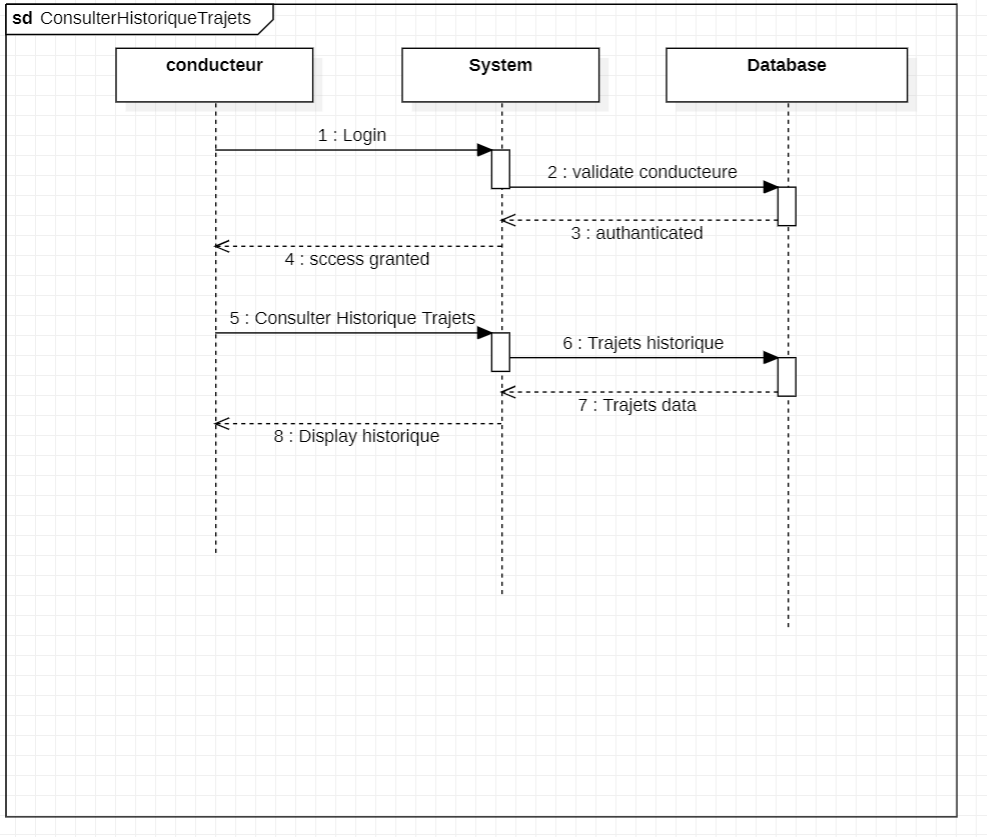 sd ConsulterHistoriqueTrajets
conducteur
System
Database
1 : Login
2 : validate conducteure
3 : authanticated
4 : sccess granted
5 : Consulter Historique Trajets
6 : Trajets historique
7 : Trajets data
8 : Display historique